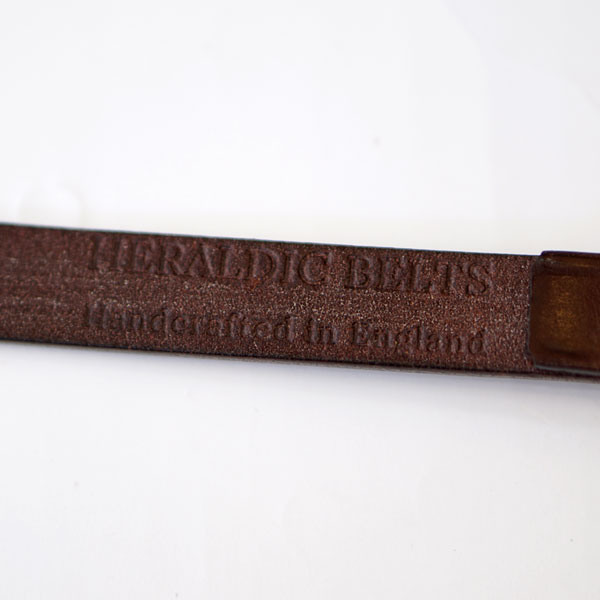 HERALDIC BELTS
Handcrafted in England